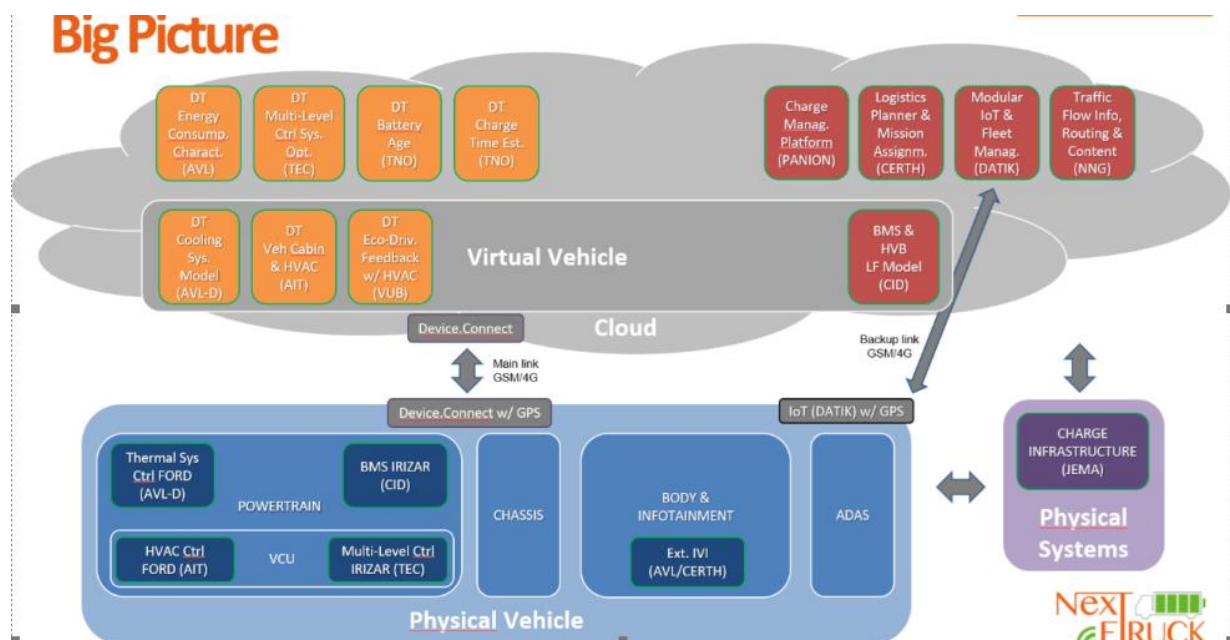 Big Picture
DT
Energy
Consump.
Charact.
(AVL)
DT
Multi-Level
Ctrl Sys.
Opt.
(TEC)
DT
Battery
Age
(TNO)
DT
Charge
Time Est.
(TNO)
Charge
Manag.
Platform
(PANION)
Logistics
Planner &
Mission
Assignm.
(CERTH)
Modular
IoT &
Fleet
Manag.
(DATIK)
Traffic
Flow Info,
Routing &
Content
(NNG)
DT
Cooling
Sys.
Model
(AVL-D)
DT
Veh Cabin
& HVAC
(AIT)
DT
Eco-Driv.
Feedback
w/ HVAC
(VUB)
Virtual Vehicle
BMS &
HVB
LF Model
(CID)
Device.Connect
Cloud
Main link
GSM/4G
Backup link
GSM/4G
Device.Connect w/ GPS
IoT (DATIK) w/ GPS
Thermal Sys
Ctrl FORD
(AVL-D)
BMS IRIZAR
(CID)
POWERTRAIN
HVAC Ctrl
FORD (AIT)
VCU
Multi-Level Ctrl
IRIZAR (TEC)
CHASSIS
BODY &
INFOTAINMENT
Ext. IVI
(AVL/CERTH)
ADAS
Physical Vehicle
CHARGE
INFRASTRUCTURE
(JEMA)
Physical
Systems
NEXT
ETRUCK